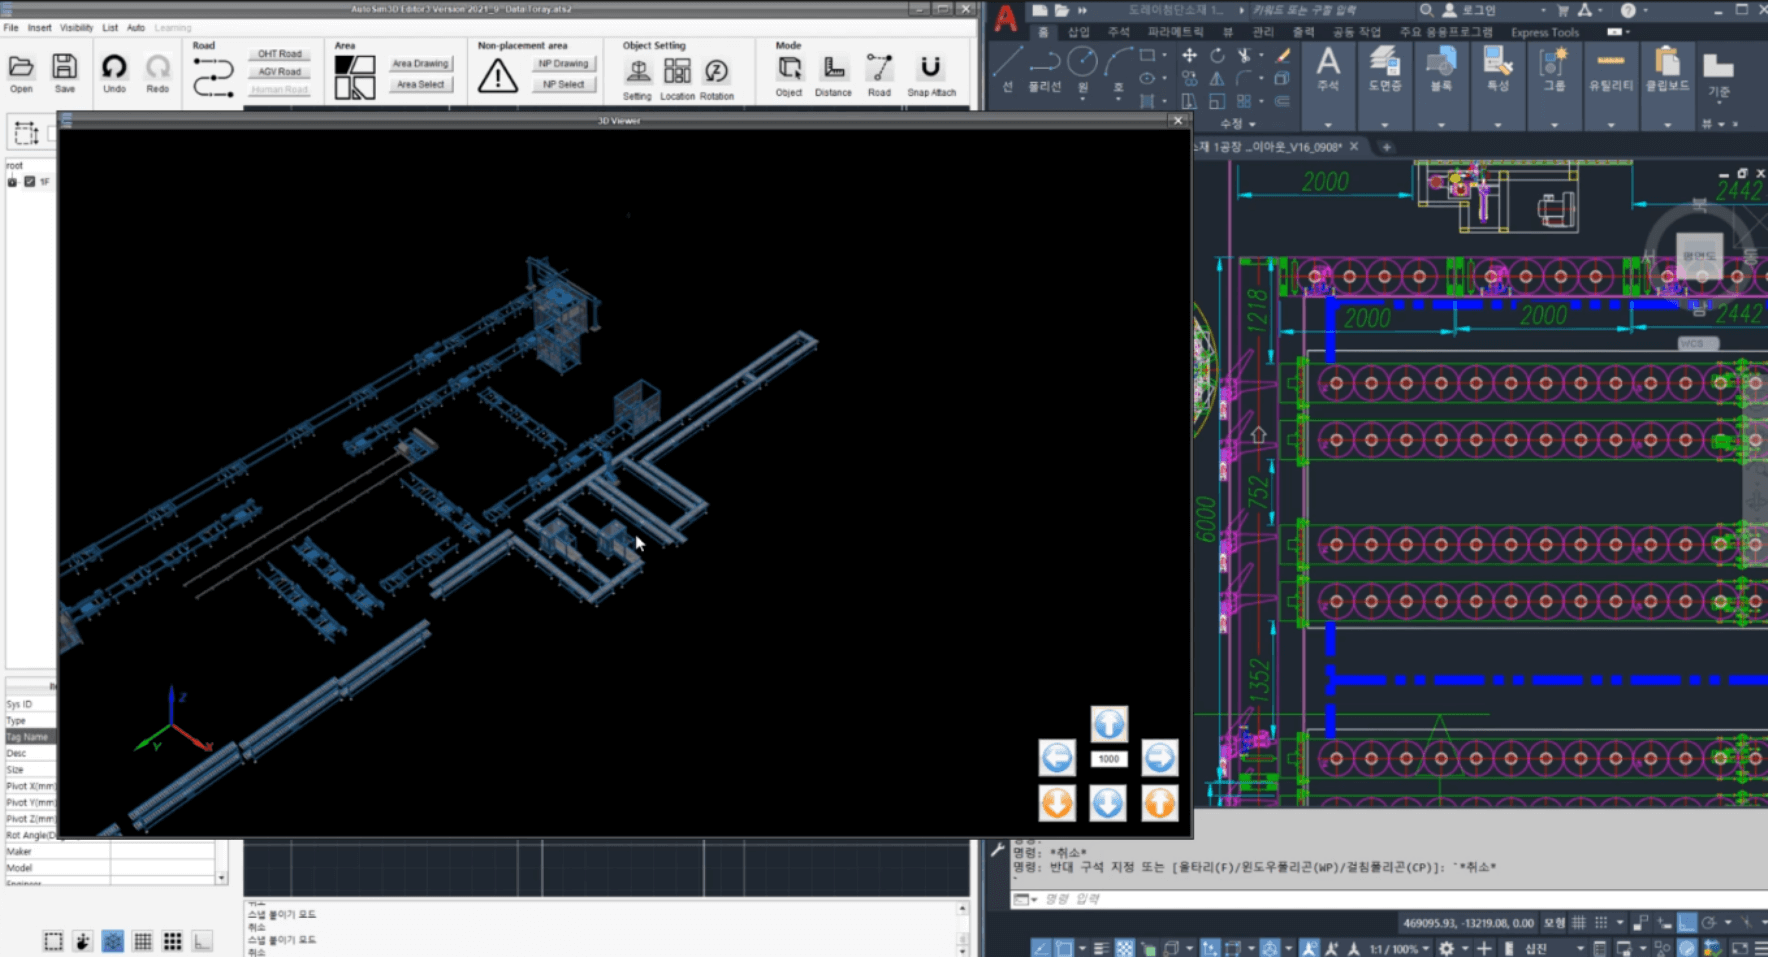 AutoSim3D Editor3 Version 2021_9 - Data\Toray.ats2
File Insert Visibility List Auto Learning
Open
Save
Undo
Redo
Road
OHT Road
AGV Road
Human Road
Area
Area Drawing
Area Select
Non-placement area
NP Drawing
NP Select
Object Setting
Setting Location Rotation
Mode
Object Distance Road Snap Attach
3D Viewer
root
1F
Sys ID
Type
Tag Name
Desc
Size
Pivot X(mm)
Pivot Y(mm)
Pivot Z(mm)
Rot Angle(D
Maker
Model
Engineer
Z
Y
X
1000
취소
스냅 붙이기 모드
취소
스냅 붙이기 모드
취소
도레이첨단소재 1...
키워드 또는 구절 입력
로그인
홈 삽입 주석 파라메트릭 뷰 관리 출력 공동 작업 주요 응용프로그램 Express Tools
선 폴리선 원 호
수정
주석
도면층
블록
특성
그룹
유틸리티
클립보드
기준
뷰
소재 1공장 _이아웃_V16_0908*
2000
2442
평면도
북
서
남
1218
2000
2000
2442
WCS
752
6000
1352
명령: *취소*
명령: 반대 구석 지정 또는 [울타리(F)/윈도우폴리곤(WP)/걸침폴리곤(CP)]: `*취소*
명령 입력
469095.93, -13219.08, 0.00 모형
1:1 / 100%
십진